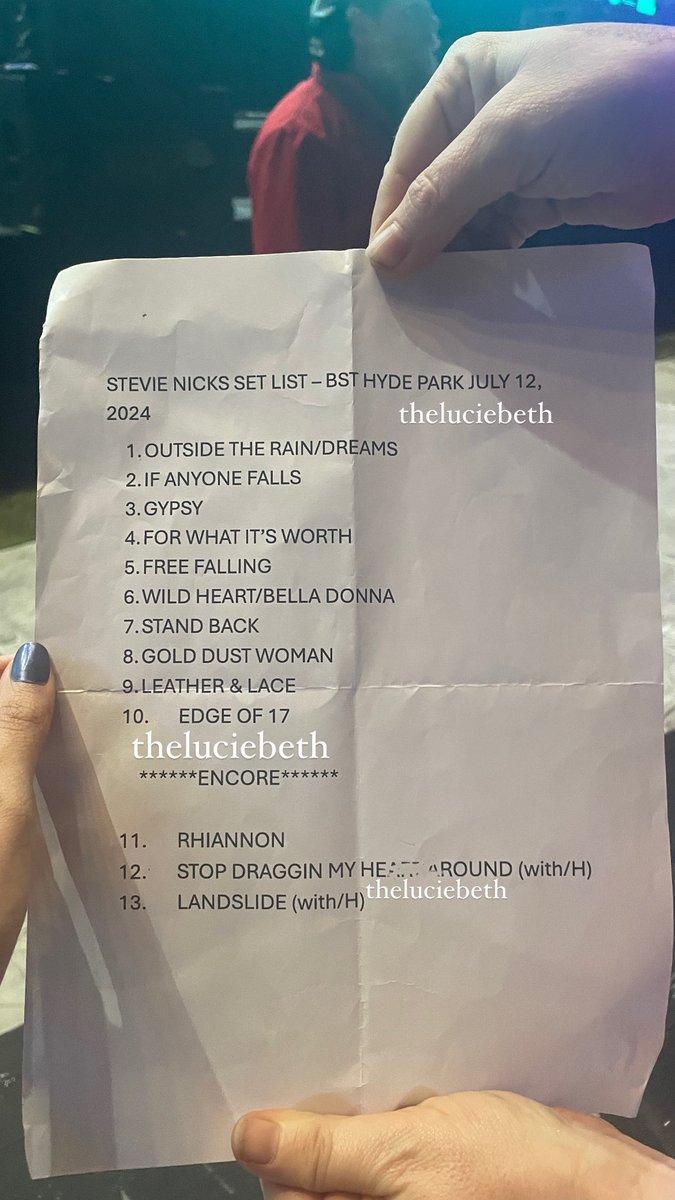 STEVIE NICKS SET LIST – BST HYDE PARK JULY 12,
2024
theluciebeth
1. OUTSIDE THE RAIN/DREAMS
2. IF ANYONE FALLS
3. GYPSY
4. FOR WHAT IT'S WORTH
5. FREE FALLING
6. WILD HEART/BELLA DONNA
7. STAND BACK
8. GOLD DUST WOMAN
9. LEATHER & LACE
10. EDGE OF 17
theluciebeth
******ENCORE******
11. RHIANNON
12. STOP DRAGGIN MY HEART AROUND (with/H)
theluciebeth
13. LANDSLIDE (with/H)